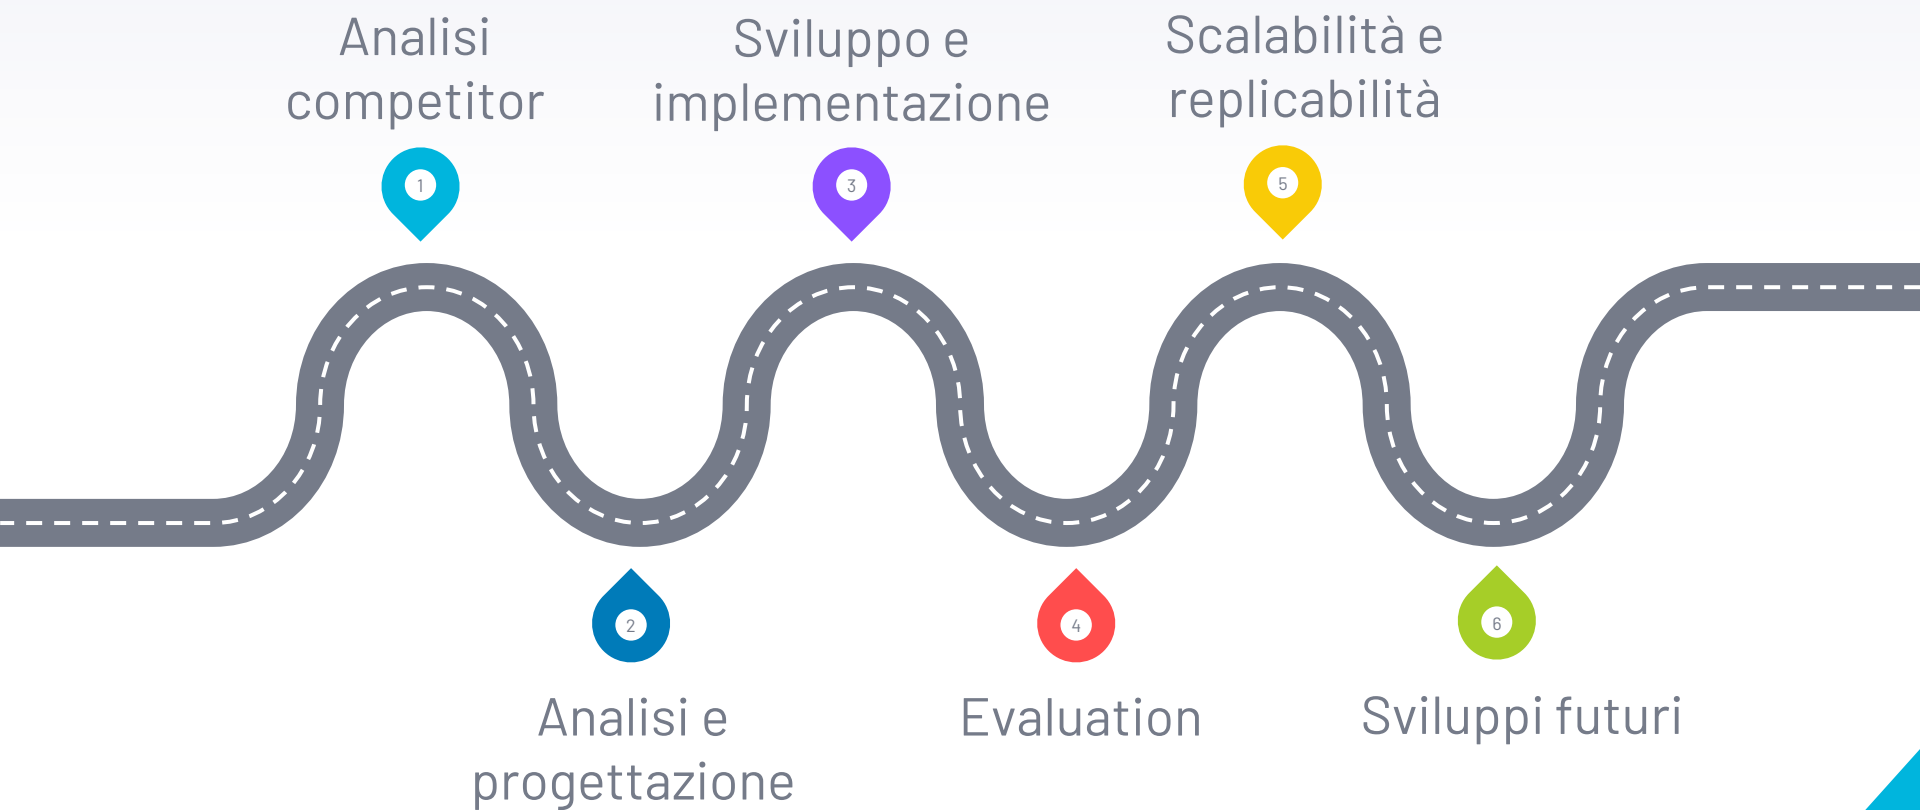 Analisi
competitor
1
Analisi e
progettazione
2
Sviluppo e
implementazione
3
Evaluation
4
Scalabilità e
replicabilità
5
Sviluppi futuri
6